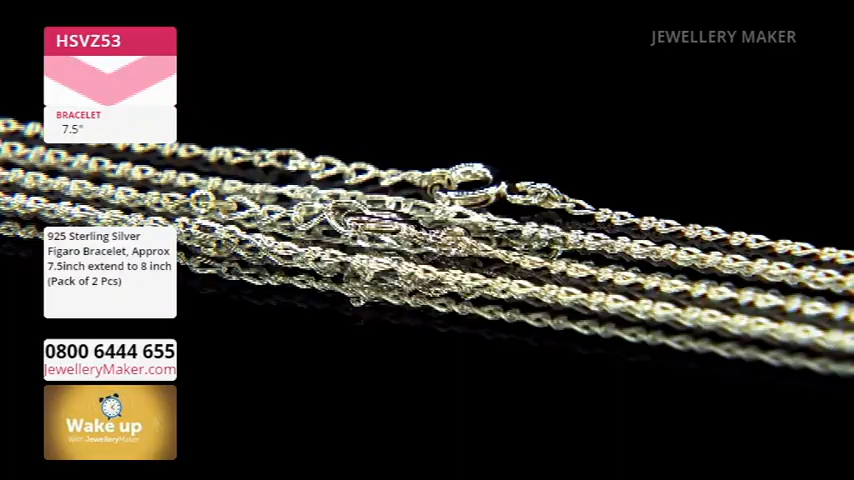 HSVZ53
JEWELLERY MAKER
BRACELET
7.5"
925 Sterling Silver
Figaro Bracelet, Approx
7.5inch extend to 8 inch
(Pack of 2 Pcs)
0800 6444 655
JewelleryMaker.com
Wake up
With JewelleryMaker